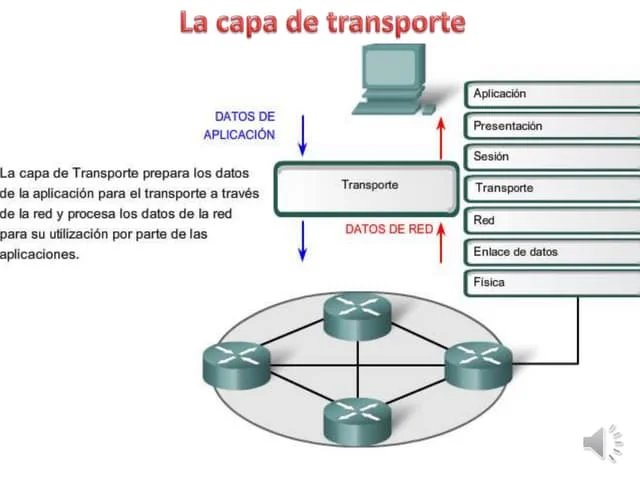 La capa de transporte
DATOS DE
APLICACIÓN
La capa de Transporte prepara los datos
de la aplicación para el transporte a través
de la red y procesa los datos de la red
para su utilización por parte de las
aplicaciones.
Transporte
DATOS DE RED
Aplicación
Presentación
Sesión
Transporte
Red
Enlace de datos
Física